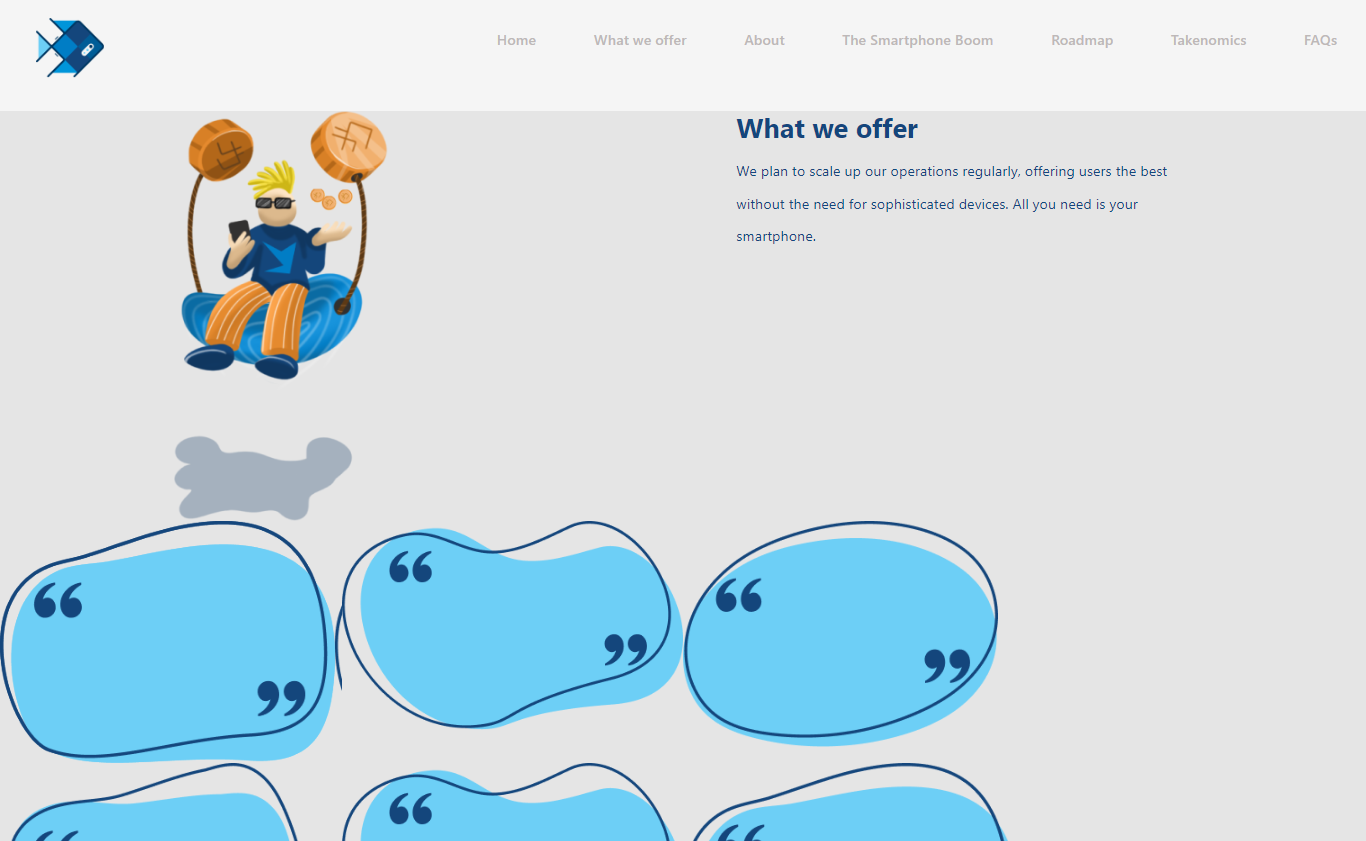 Home What we offer About The Smartphone Boom Roadmap Takenomics FAQs
What we offer
We plan to scale up our operations regularly, offering users the best
without the need for sophisticated devices. All you need is your
smartphone.
“ ”
“ ”
“ ”
“
“
“